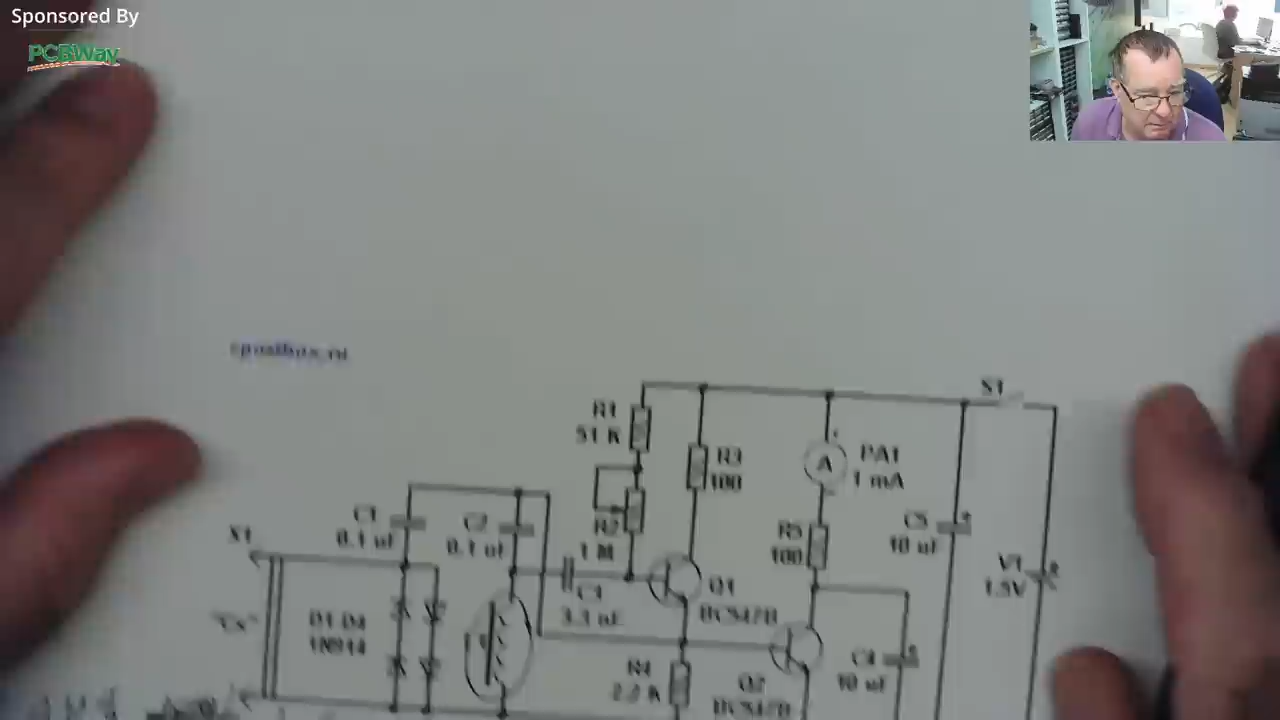 Sponsored By
PCBWay
S1
R1
51 K
R3
100
A
PA1
1 mA
C1
0.1 uF
C2
0.1 uF
R2
1 M
R5
100
C5
10 uF
X1
V1
1.5V
C3
3.3 nF
Q1
BC547B
"Cx"
D1-D4
1N914
R4
2.2 K
Q2
BC547B
C4
10 uF